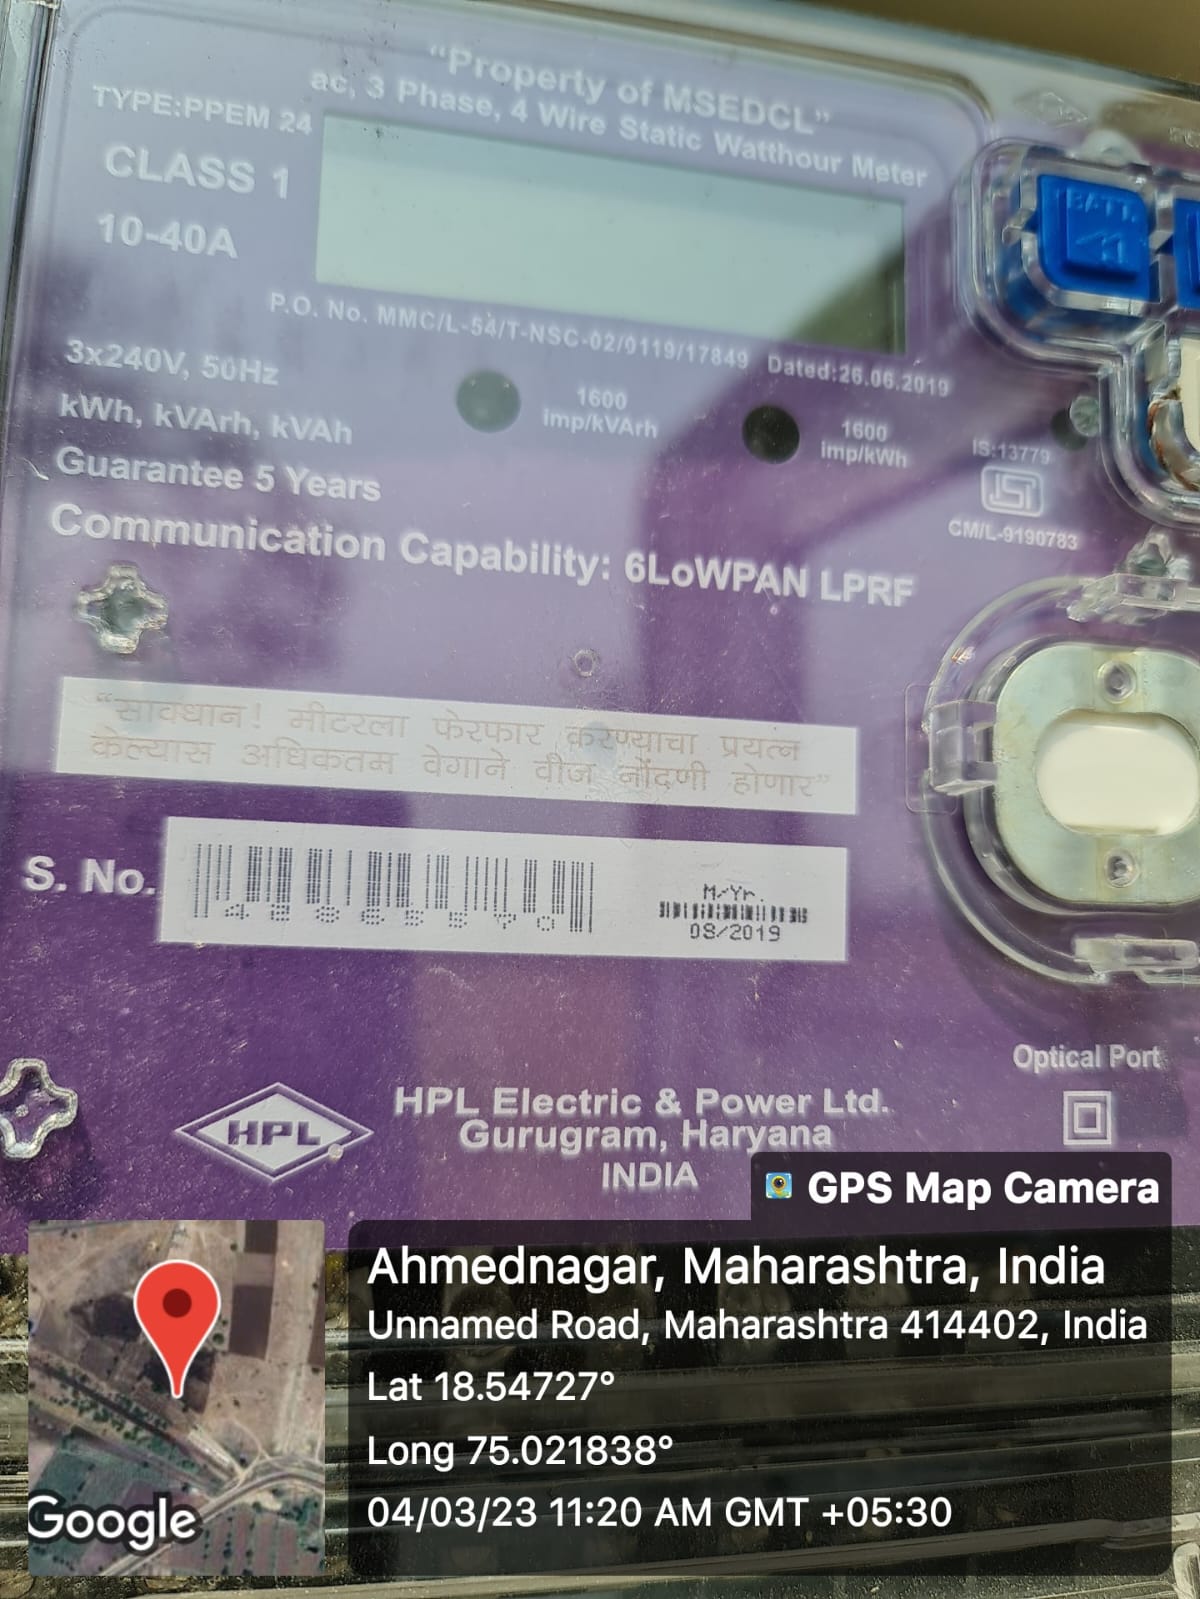 "Property of MSEDCL"
ac, 3 Phase, 4 Wire Static Watthour Meter
TYPE:PPEM 24
CLASS 1
10-40A
BATT.
P.O. No. MMC/L-54/T-NSC-02/0119/17849 Dated:26.06.2019
3x240V, 50Hz
kWh, kVArh, kVAh
Guarantee 5 Years
Communication Capability: 6LoWPAN LPRF
1600
imp/kVArh
1600
imp/kWh
IS:13779
ISI
CM/L-9190783
"सावधान! मीटरला फेरफार करण्याचा प्रयत्न
केल्यास अधिकतम वेगाने वीज नोंदणी होणार"
S. No.
M/Yr.
08/2019
Optical Port
HPL
HPL Electric & Power Ltd.
Gurugram, Haryana
INDIA
GPS Map Camera
Ahmednagar, Maharashtra, India
Unnamed Road, Maharashtra 414402, India
Lat 18.54727°
Long 75.021838°
04/03/23 11:20 AM GMT +05:30
Google